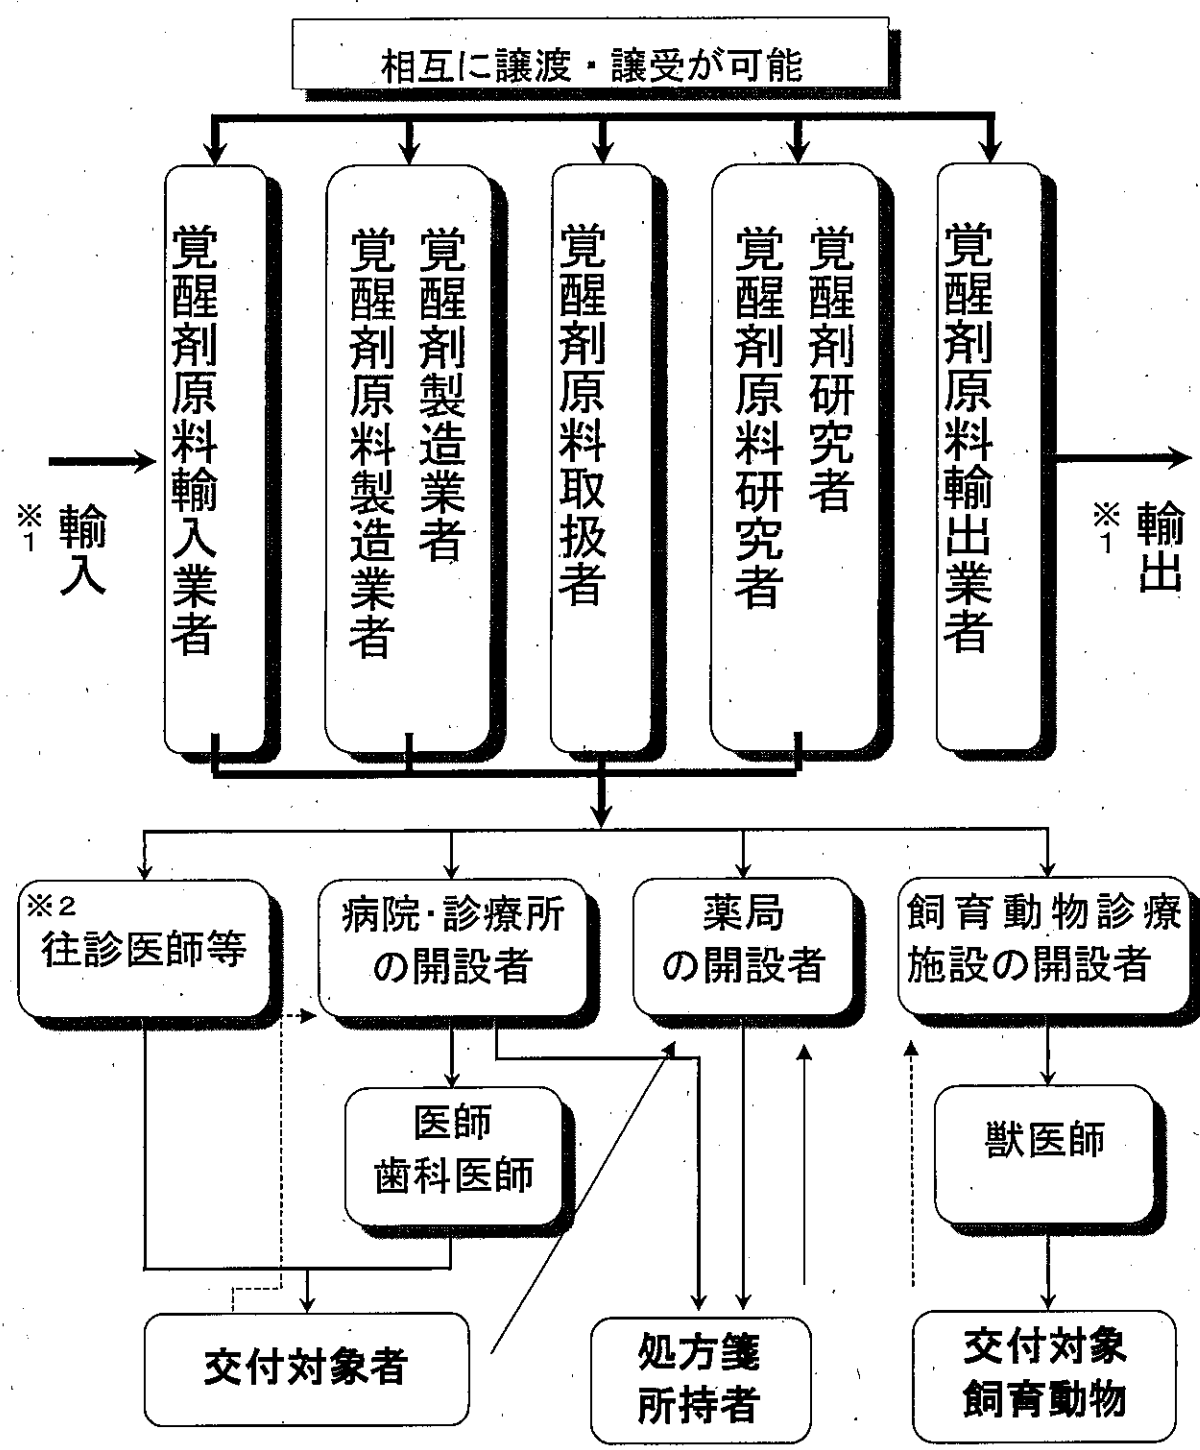 相互に譲渡・譲受が可能
覚醒剤原料輸入業者
覚醒剤製造業者
覚醒剤原料製造業者
覚醒剤原料取扱者
覚醒剤研究者
覚醒剤原料研究者
覚醒剤原料輸出業者
※1
輸入
※1
輸出
※2
往診医師等
病院・診療所
の開設者
薬局
の開設者
飼育動物診療
施設の開設者
医師
歯科医師
獣医師
交付対象者
処方箋
所持者
交付対象
飼育動物